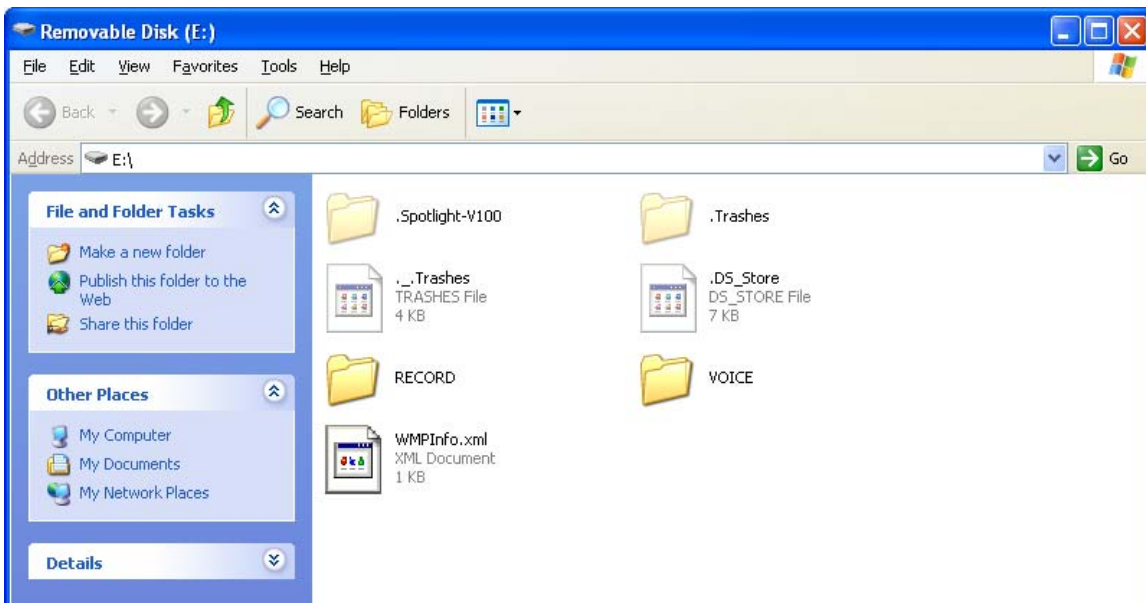 Removable Disk (E:)
File Edit View Favorites Tools Help
Back Search Folders
Address E:\ Go
File and Folder Tasks
Make a new folder
Publish this folder to the
Web
Share this folder
Other Places
My Computer
My Documents
My Network Places
Details
.Spotlight-V100
.Trashes
._.Trashes
TRASHES File
4 KB
.DS_Store
DS_STORE File
7 KB
RECORD
VOICE
WMPInfo.xml
XML Document
1 KB